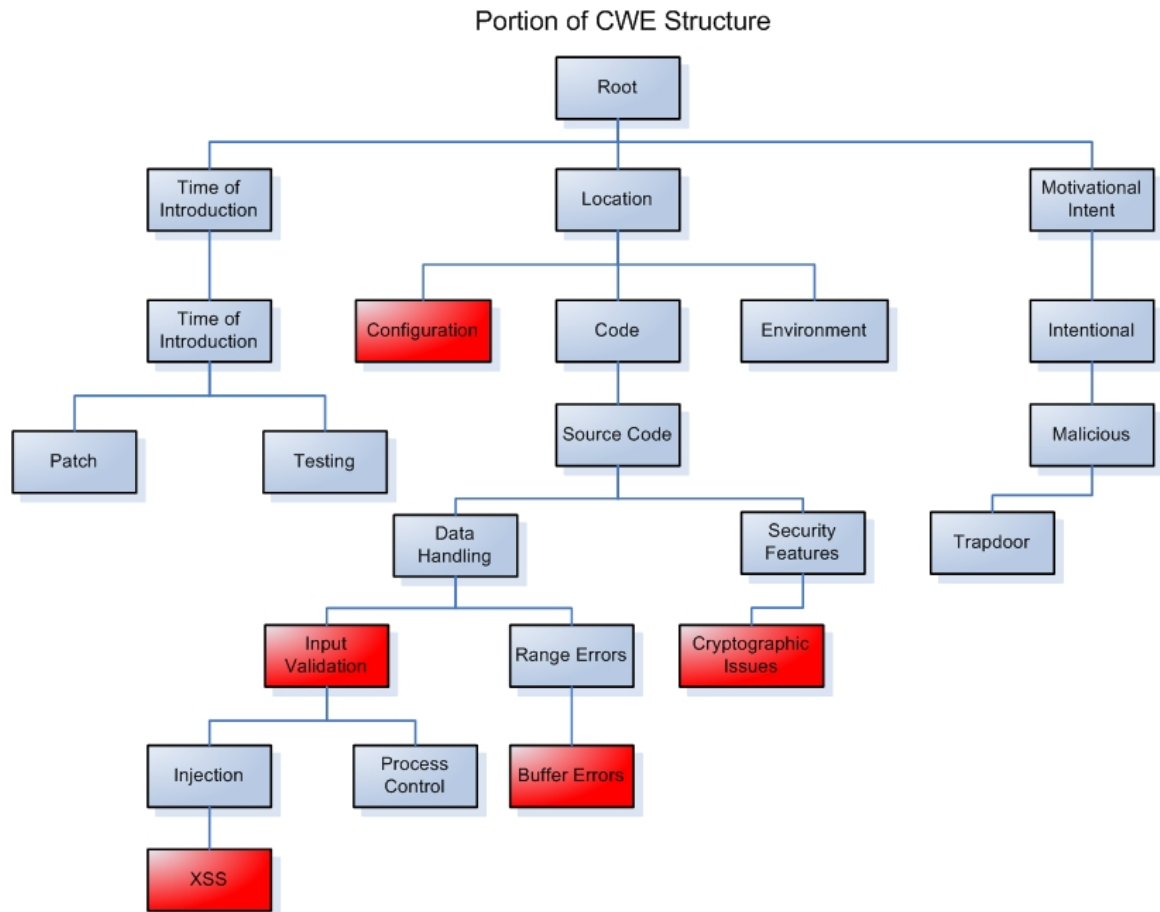 Portion of CWE Structure
Root
Time of
Introduction
Location
Motivational
Intent
Time of
Introduction
Configuration
Code
Environment
Intentional
Patch
Testing
Source Code
Malicious
Data
Handling
Security
Features
Trapdoor
Input
Validation
Range Errors
Cryptographic
Issues
Injection
Process
Control
Buffer Errors
XSS